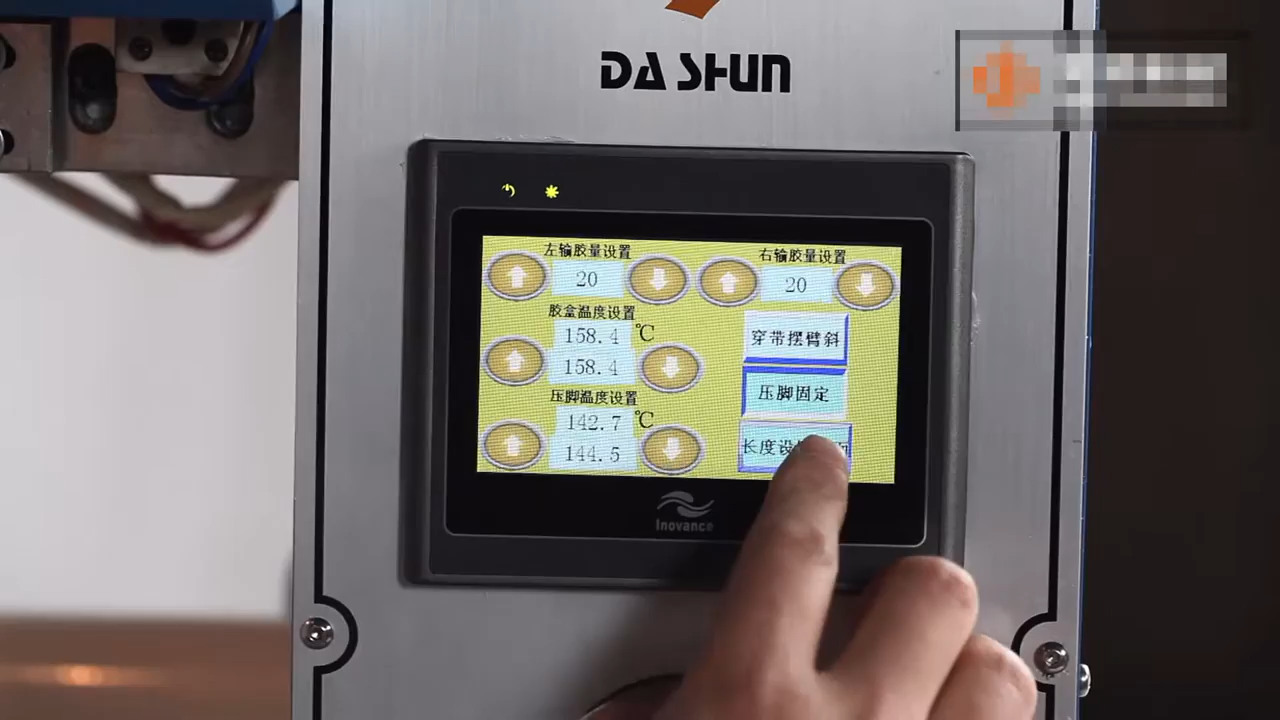 DA SHUN
左输胶量设置
右输胶量设置
20
20
胶盒温度设置
158.4 ℃
158.4
穿带摆臂斜
压脚固定
压脚温度设置
142.7 ℃
144.5
长度设
Inovance